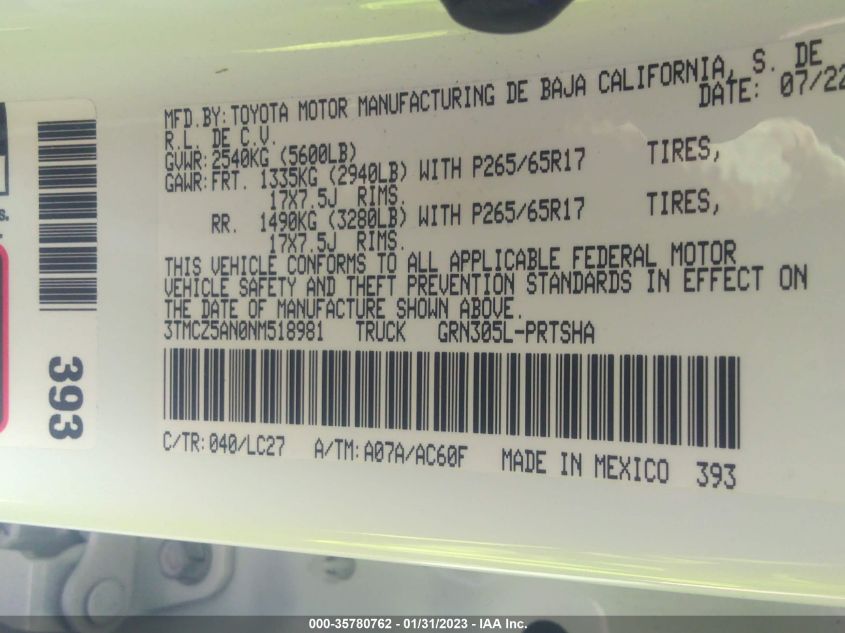 MFD.BY:TOYOTA MOTOR MANUFACTURING DE BAJA CALIFORNIA, S. DE
R.L. DE C.V. DATE: 07/22
GVWR:2540KG (5600LB)
GAWR:FRT. 1335KG (2940LB) WITH P265/65R17 TIRES,
17X7.5J RIMS.
RR. 1490KG (3280LB) WITH P265/65R17 TIRES,
17X7.5J RIMS.
THIS VEHICLE CONFORMS TO ALL APPLICABLE FEDERAL MOTOR
VEHICLE SAFETY AND THEFT PREVENTION STANDARDS IN EFFECT ON
THE DATE OF MANUFACTURE SHOWN ABOVE.
3TMCZ5AN0NM518981 TRUCK GRN305L-PRTSHA
C/TR:040/LC27 A/TM:A07A/AC60F MADE IN MEXICO 393
393
s.
000-35780762 - 01/31/2023 - IAA Inc.